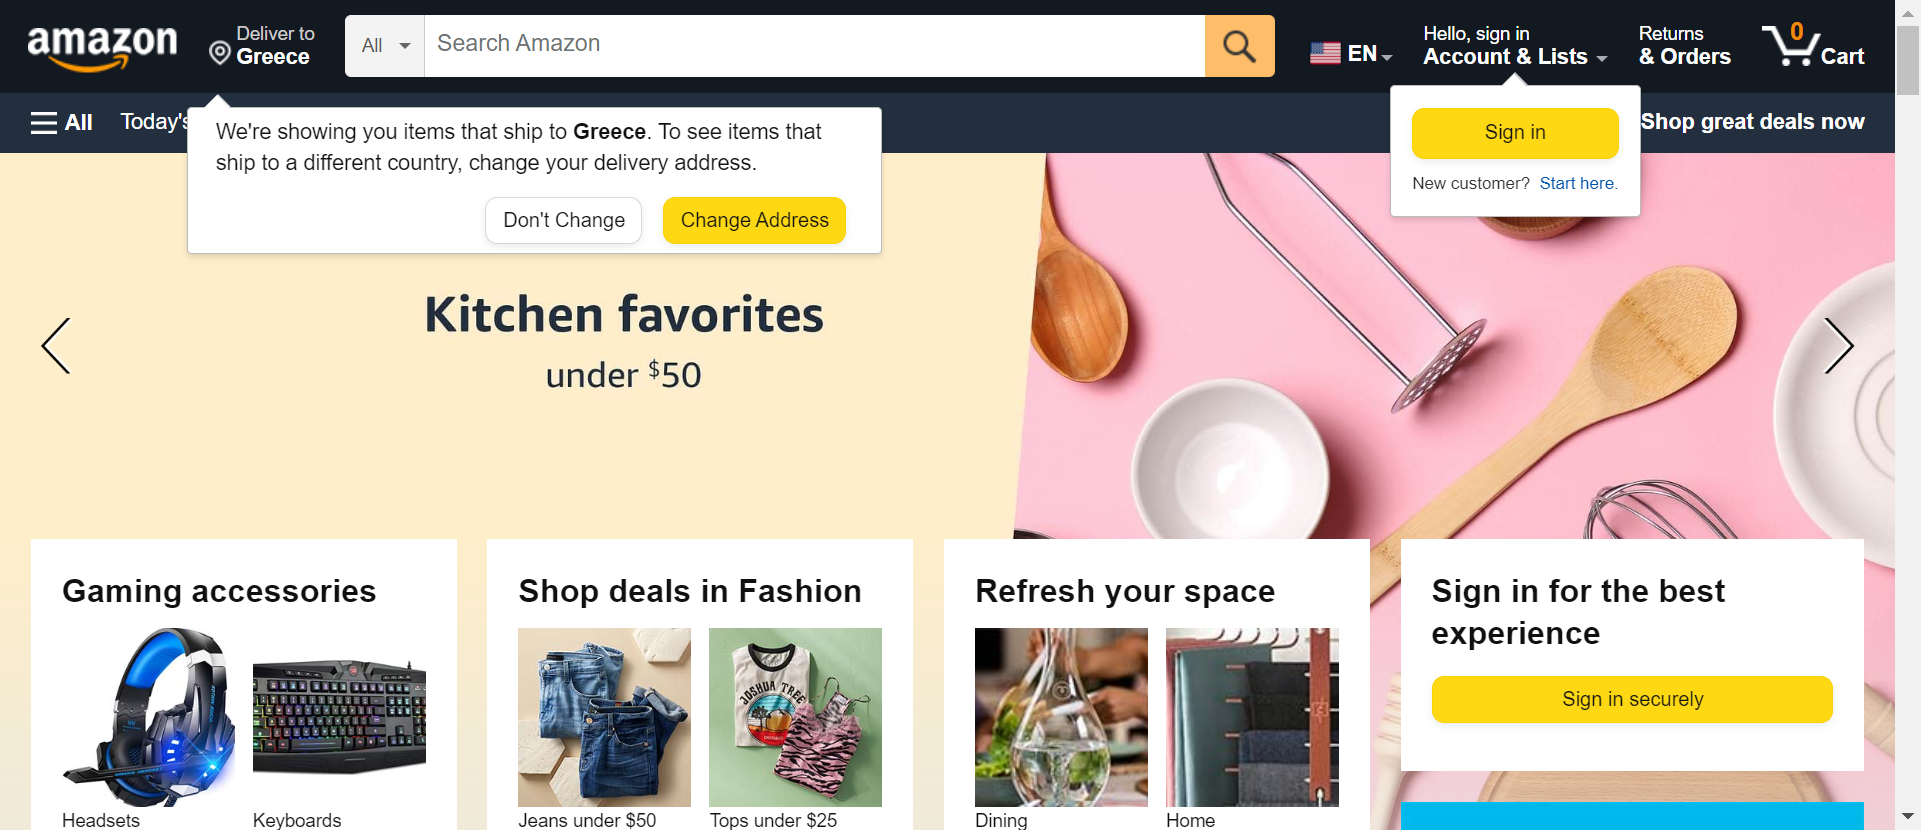 amazon
Deliver to
Greece
All
Search Amazon
EN
Hello, sign in
Account & Lists
Returns
& Orders
0
Cart
All
Today's
Shop great deals now
We're showing you items that ship to Greece. To see items that
ship to a different country, change your delivery address.
Don't Change
Change Address
Sign in
New customer? Start here.
Kitchen favorites
under $50
Gaming accessories
Headsets
Keyboards
Shop deals in Fashion
JOSHUA TREE
Jeans under $50
Tops under $25
Refresh your space
Dining
Home
Sign in for the best
experience
Sign in securely